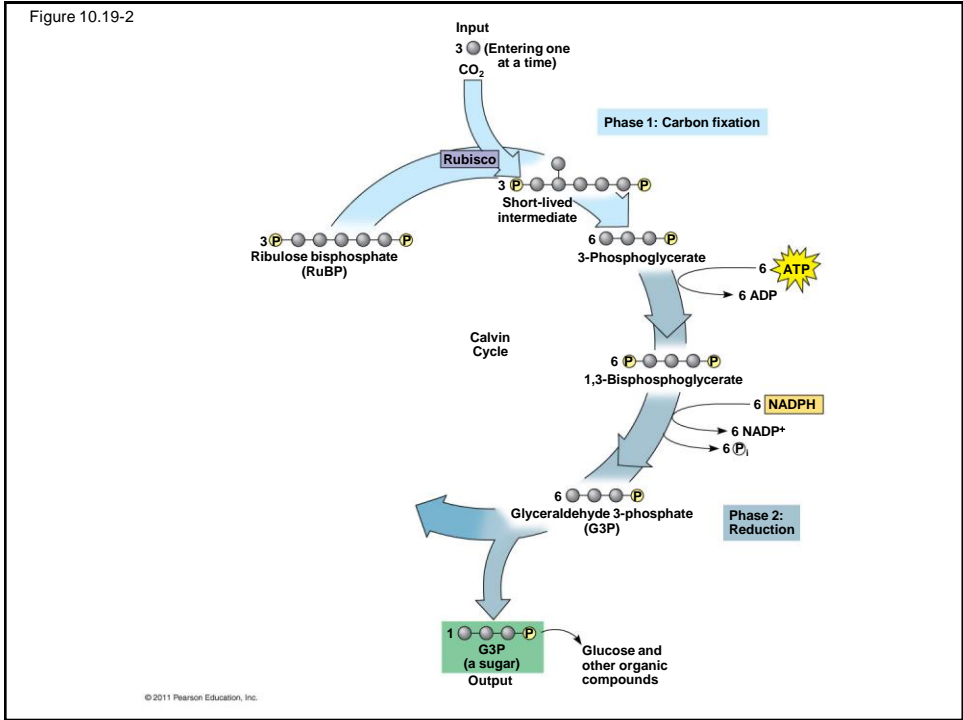 Figure 10.19-2
Input
3 (Entering one
at a time)
CO₂
Phase 1: Carbon fixation
Rubisco
3 P P
Short-lived
intermediate
3 P P
Ribulose bisphosphate
(RuBP)
6 P
3-Phosphoglycerate
6 ATP
6 ADP
Calvin
Cycle
6 P P
1,3-Bisphosphoglycerate
6 NADPH
6 NADP⁺
6 Pᵢ
6 P
Glyceraldehyde 3-phosphate
(G3P)
Phase 2:
Reduction
1 P
G3P
(a sugar)
Output
Glucose and
other organic
compounds
© 2011 Pearson Education, Inc.